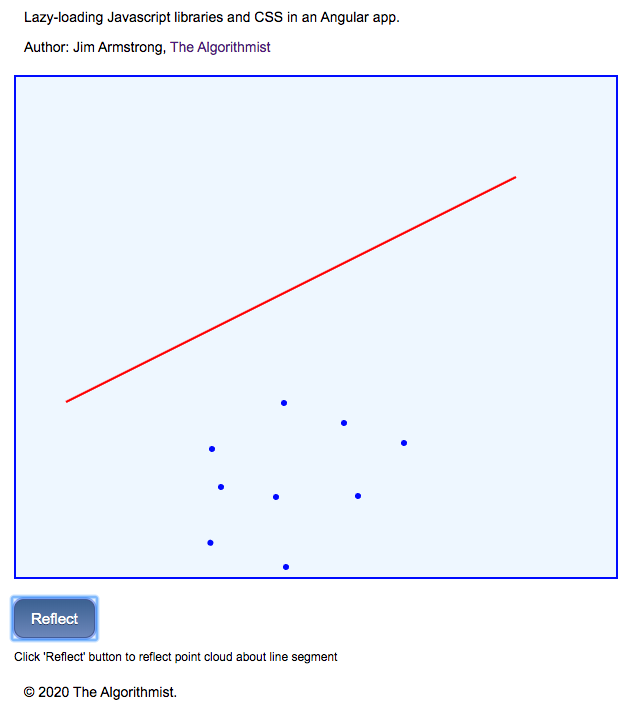 Lazy-loading Javascript libraries and CSS in an Angular app.
Author: Jim Armstrong, The Algorithmist
Reflect
Click 'Reflect' button to reflect point cloud about line segment
© 2020 The Algorithmist.